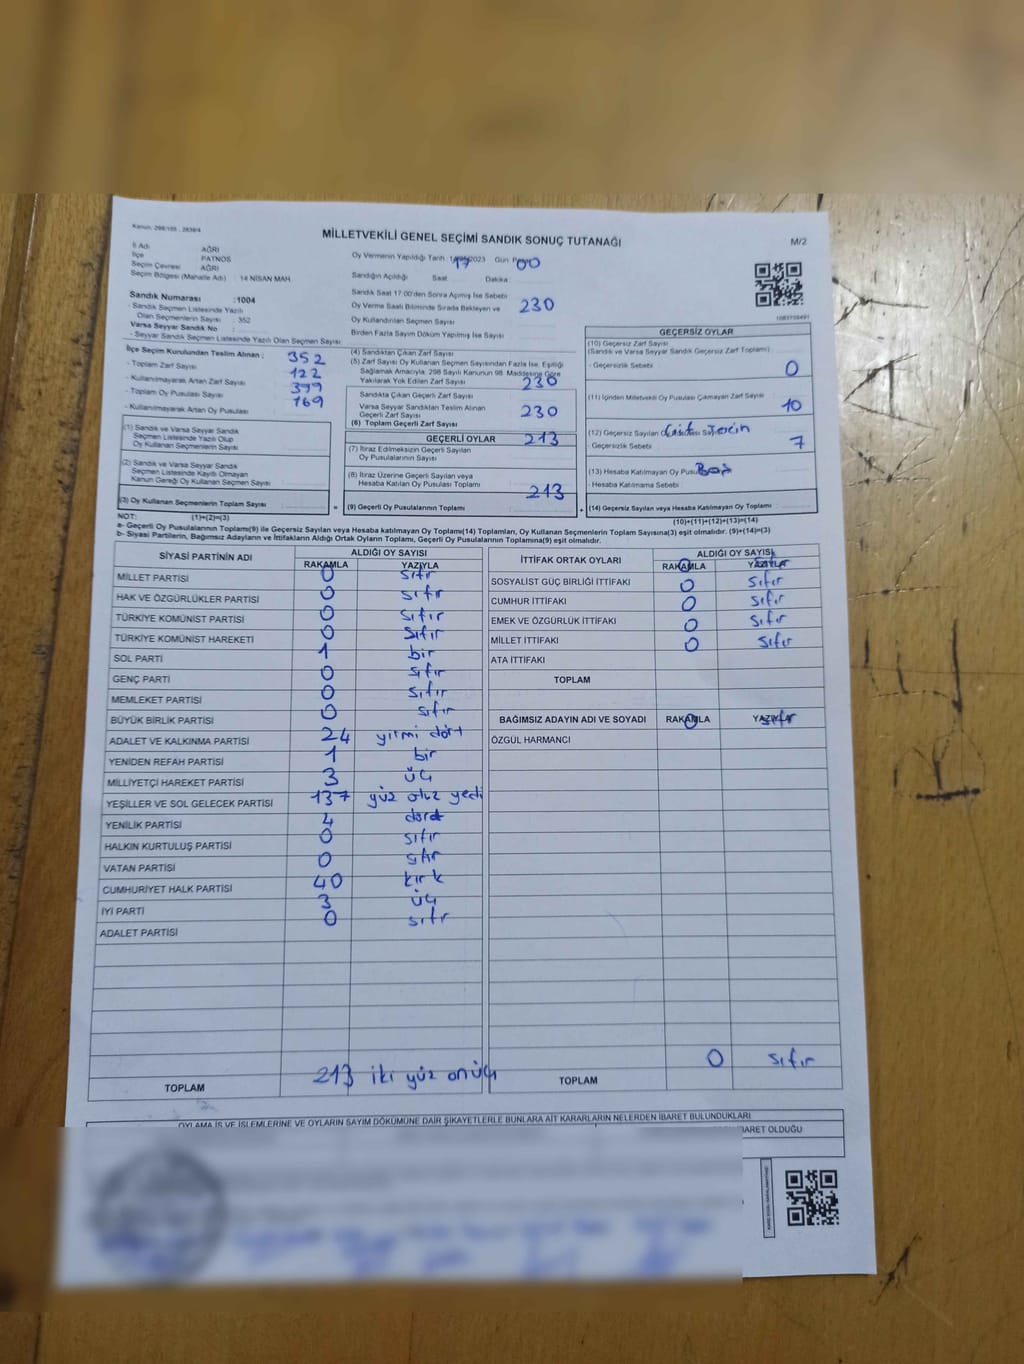 Kanun: 298/105 , 2839/4
MİLLETVEKİLİ GENEL SEÇİMİ SANDIK SONUÇ TUTANAĞI
M/2
İl Adı AĞRI
İlçe PATNOS
Seçim Çevresi AĞRI
Seçim Bölgesi (Mahalle Adı) : 14 NİSAN MAH.
Oy Vermenin Yapıldığı Tarih : Gün :
17 00
Sandığın Açıldığı Saat Dakika
Sandık Saat 17:00'den Sonra Açılmış İse Sebebi
Oy Verme Saati Bitiminde Sırada Bekleyen ve 230
Oy Kullandırılan Seçmen Sayısı
Birden Fazla Sayım Döküm Yapılmış İse Sayısı
Sandık Numarası :1004
- Sandık Seçmen Listesinde Yazılı
Olan Seçmenlerin Sayısı : 352
Varsa Seyyar Sandık No :
- Seyyar Sandık Seçmen Listesinde Yazılı Olan Seçmen Sayısı:
İlçe Seçim Kurulundan Teslim Alınan ; 352
- Toplam Zarf Sayısı 122
- Kullanılmayarak Artan Zarf Sayısı 399
- Toplam Oy Pusulası Sayısı 169
- Kullanılmayarak Artan Oy Pusulası
(1) Sandık ve Varsa Seyyar Sandık
Seçmen Listesinde Yazılı Olup
Oy Kullanan Seçmenlerin Sayısı
(2) Sandık ve Varsa Seyyar Sandık
Seçmen Listesinde Kayıtlı Olmayan
Kanun Gereği Oy Kullanan Seçmen Sayısı
(3) Oy Kullanan Seçmenlerin Toplam Sayısı
(4) Sandıktan Çıkan Zarf Sayısı
(5) Zarf Sayısı Oy Kullanan Seçmen Sayısından Fazla İse, Eşitliği
Sağlamak Amacıyla, 298 Sayılı Kanunun 98. Maddesine Göre
Yakılarak Yok Edilen Zarf Sayısı 230
Sandıkta Çıkan Geçerli Zarf Sayısı
Varsa Seyyar Sandıktan Teslim Alınan 230
Geçerli Zarf Sayısı
(6) Toplam Geçerli Zarf Sayısı
GEÇERLİ OYLAR 213
(7) İtiraz Edilmeksizin Geçerli Sayılan
Oy Pusulalarının Sayısı
(8) İtiraz Üzerine Geçerli Sayılan veya
Hesaba Katılan Oy Pusulası Toplamı 213
= (9) Geçerli Oy Pusulalarının Toplamı
GEÇERSİZ OYLAR
(10) Geçersiz Zarf Sayısı
(Sandık ve Varsa Seyyar Sandık Geçersiz Zarf Toplamı)
- Geçersizlik Sebebi : 0
(11) İçinden Milletvekili Oy Pusulası Çıkmayan Zarf Sayısı
10
(12) Geçersiz Sayılan
- Geçersizlik Sebebi : 7
(13) Hesaba Katılmayan Oy Boş
- Hesaba Katılmama Sebebi :
+ (14) Geçersiz Sayılan veya Hesaba Katılmayan Oy Toplamı
NOT: (1)+(2)=(3) (10)+(11)+(12)+(13)=(14)
a- Geçerli Oy Pusulalarının Toplamı(9) ile Geçersiz Sayılan veya Hesaba katılmayan Oy Toplamı(14) Toplamları, Oy Kullanan Seçmenlerin Toplam Sayısına(3) eşit olmalıdır. (9)+(14)=(3)
b- Siyasi Partilerin, Bağımsız Adayların ve İttifakların Aldığı Ortak Oyların Toplamı, Geçerli Oy Pusulalarının Toplamına(9) eşit olmalıdır.
SİYASİ PARTİNİN ADI ALDIĞI OY SAYISI
RAKAMLA YAZIYLA
0 sıfır
MİLLET PARTİSİ 0 sıfır
HAK VE ÖZGÜRLÜKLER PARTİSİ 0 sıfır
TÜRKİYE KOMÜNİST PARTİSİ 0 sıfır
TÜRKİYE KOMÜNİST HAREKETİ 1 bir
SOL PARTİ 0 sıfır
GENÇ PARTİ 0 sıfır
MEMLEKET PARTİSİ 0 sıfır
BÜYÜK BİRLİK PARTİSİ 24 yirmi dört
ADALET VE KALKINMA PARTİSİ 1 bir
YENİDEN REFAH PARTİSİ 3 üç
MİLLİYETÇİ HAREKET PARTİSİ 137 yüz otuz yedi
YEŞİLLER VE SOL GELECEK PARTİSİ 4 dört
YENİLİK PARTİSİ 0 sıfır
HALKIN KURTULUŞ PARTİSİ 0 sıfır
VATAN PARTİSİ 40 kırk
CUMHURİYET HALK PARTİSİ 3 üç
İYİ PARTİ 0 sıfır
ADALET PARTİSİ
TOPLAM 213 iki yüz onüç
İTTİFAK ORTAK OYLARI ALDIĞI OY SAYISI
RAKAMLA YAZIYLA
0 sıfır
SOSYALİST GÜÇ BİRLİĞİ İTTİFAKI 0 sıfır
CUMHUR İTTİFAKI 0 sıfır
EMEK VE ÖZGÜRLÜK İTTİFAKI 0 sıfır
MİLLET İTTİFAKI 0 sıfır
ATA İTTİFAKI
TOPLAM
BAĞIMSIZ ADAYIN ADI VE SOYADI RAKAMLA YAZIYLA
0 sıfır
ÖZGÜL HARMANCI
0 sıfır
TOPLAM
OYLAMA İŞ VE İŞLEMLERİNE VE OYLARIN SAYIM DÖKÜMÜNE DAİR ŞİKAYETLERLE BUNLARA AİT KARARLARIN NELERDEN İBARET BULUNDUKLARI
İBARET OLDUĞU